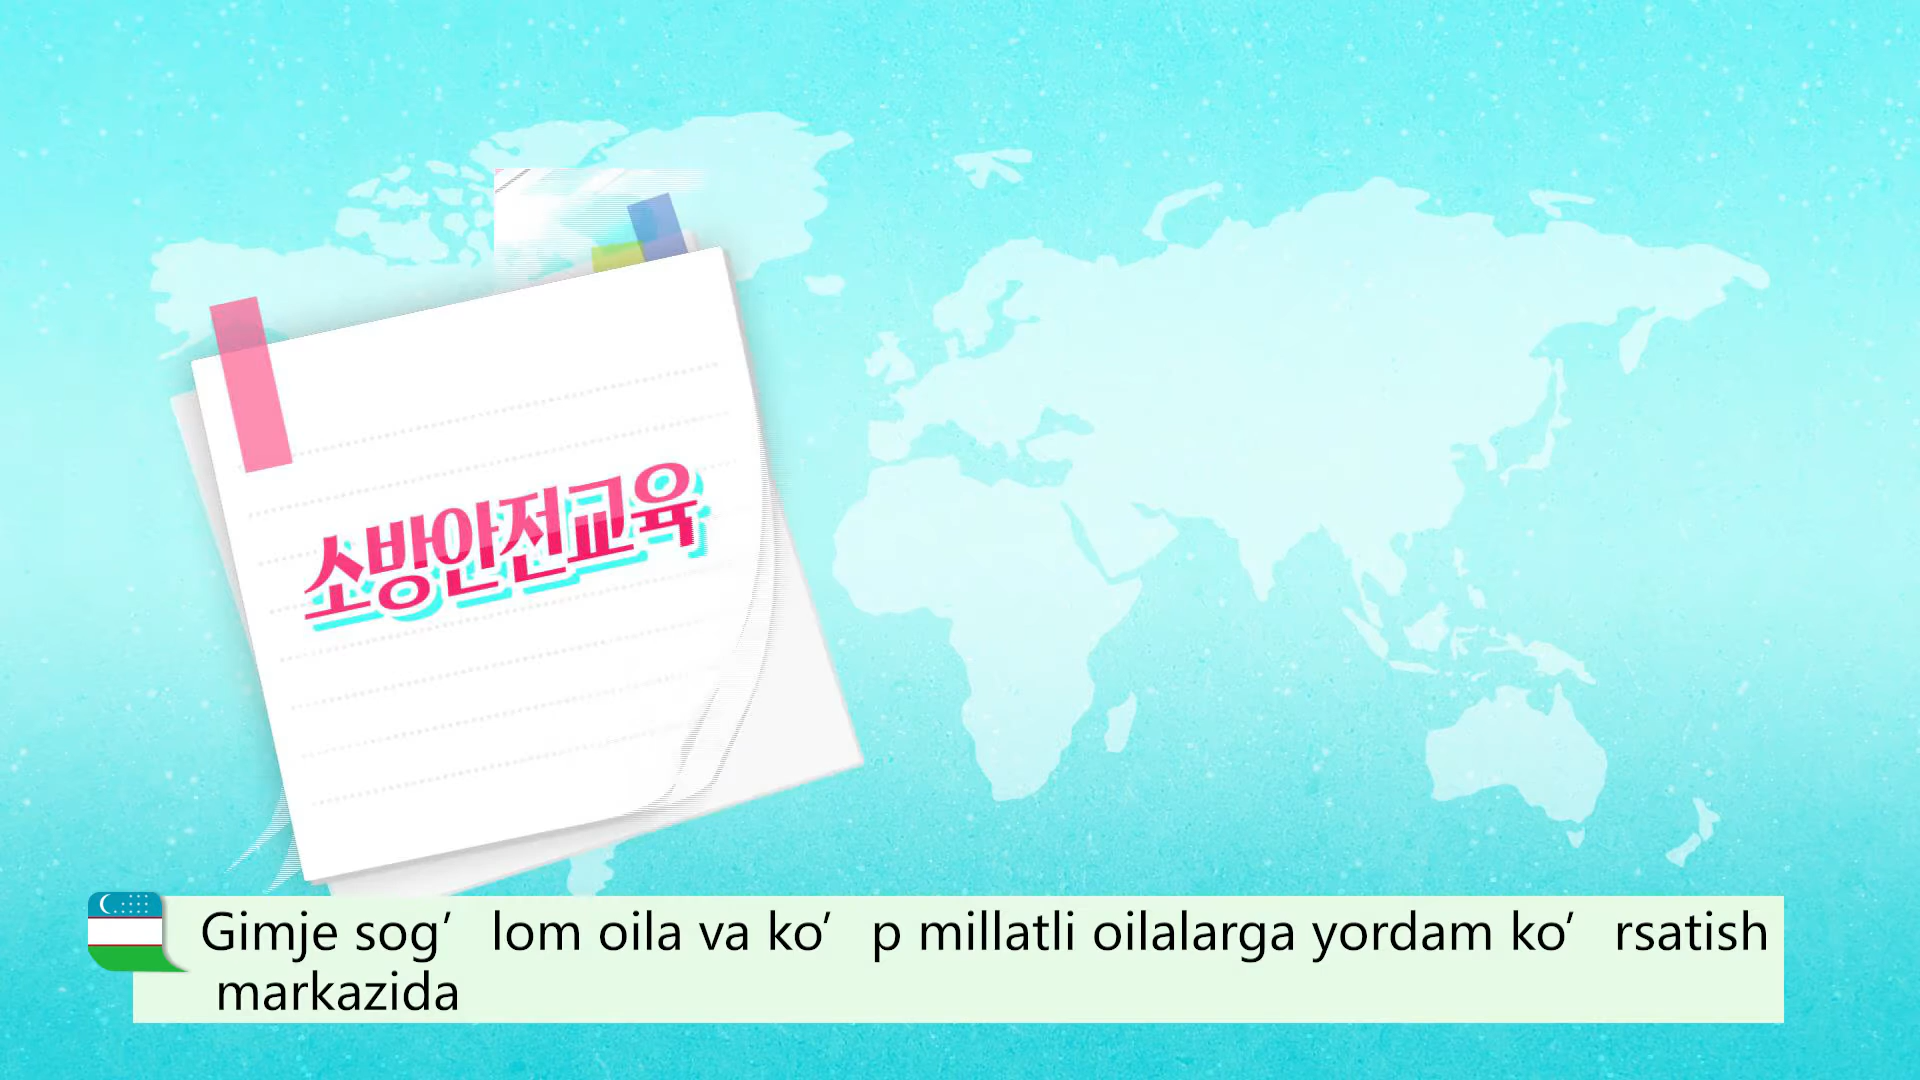 소방안전교육
Gimje sog’lom oila va ko’p millatli oilalarga yordam ko’rsatish
markazida